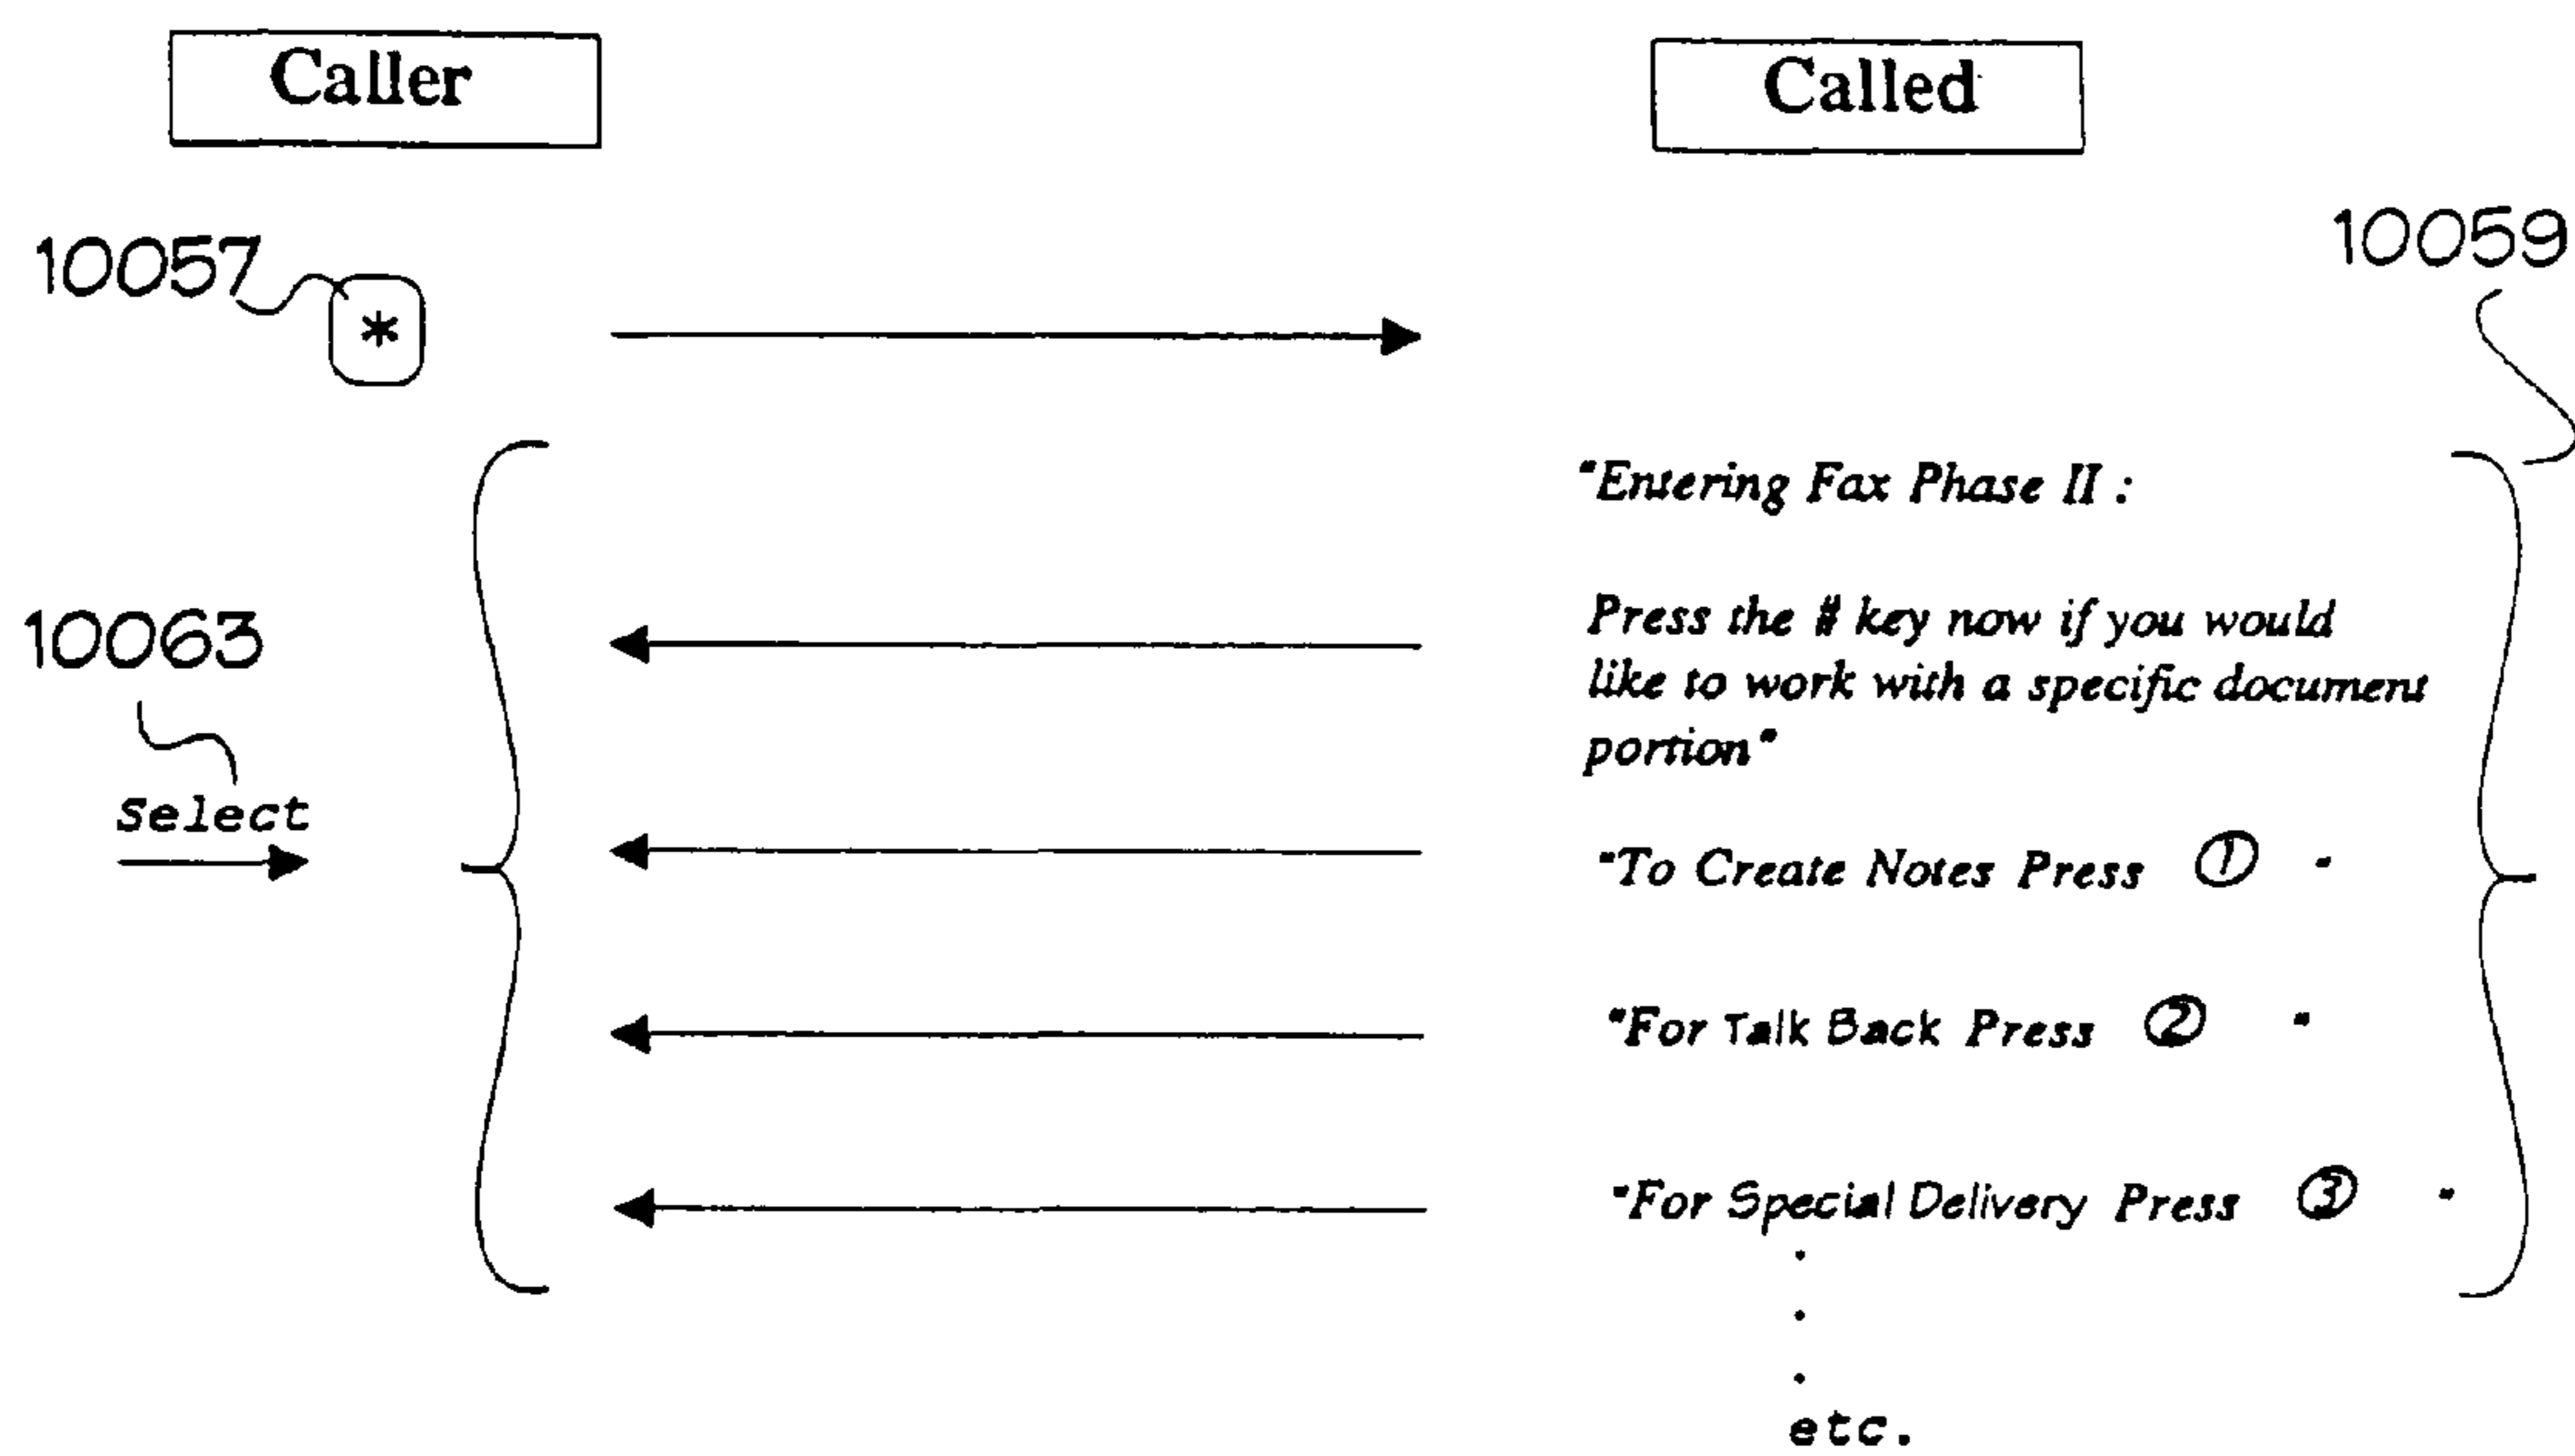 Caller
Called
10057
*
10059
"Entering Fax Phase II :
Press the # key now if you would
like to work with a specific document
portion"
10063
Select
"To Create Notes Press ① "
"For Talk Back Press ② "
"For Special Delivery Press ③ "
.
.
.
etc.